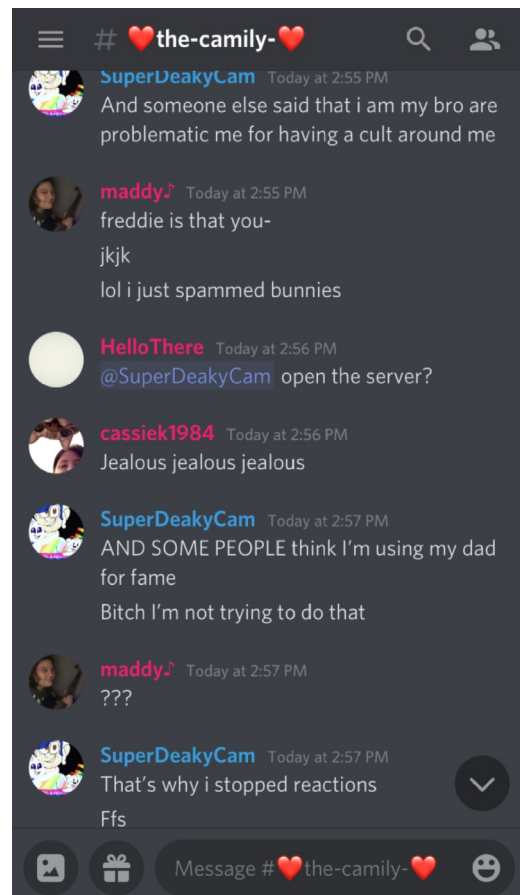 # ❤️the-camily-❤️
SuperDeakyCam Today at 2:55 PM
And someone else said that i am my bro are
problematic me for having a cult around me
maddy♪ Today at 2:55 PM
freddie is that you-
jkjk
lol i just spammed bunnies
HelloThere Today at 2:56 PM
@SuperDeakyCam open the server?
cassiek1984 Today at 2:56 PM
Jealous jealous jealous
SuperDeakyCam Today at 2:57 PM
AND SOME PEOPLE think I'm using my dad
for fame
Bitch I'm not trying to do that
maddy♪ Today at 2:57 PM
???
SuperDeakyCam Today at 2:57 PM
That's why i stopped reactions
Ffs
Message #❤️the-camily-❤️